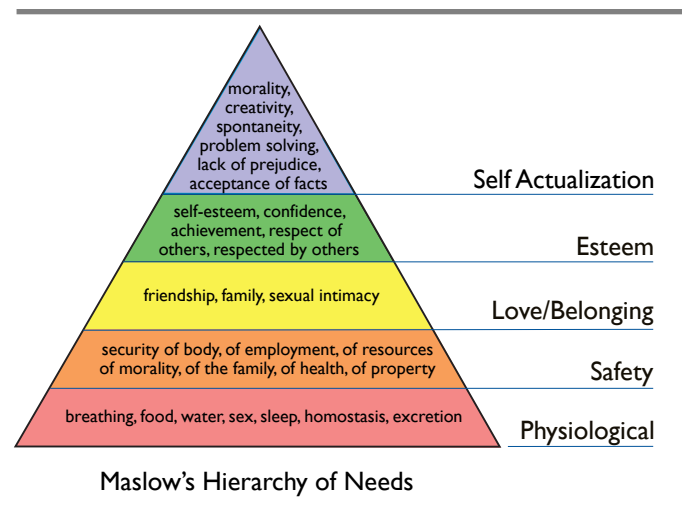 morality,
creativity,
spontaneity,
problem solving,
lack of prejudice,
acceptance of facts
Self Actualization
self-esteem, confidence,
achievement, respect of
others, respected by others
Esteem
friendship, family, sexual intimacy
Love/Belonging
security of body, of employment, of resources
of morality, of the family, of health, of property
Safety
breathing, food, water, sex, sleep, homostasis, excretion
Physiological
Maslow's Hierarchy of Needs